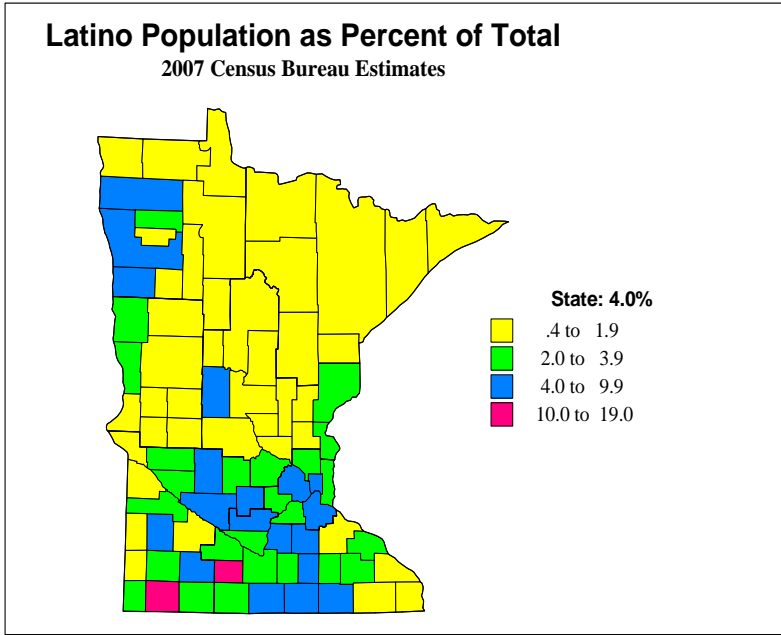 Latino Population as Percent of Total
2007 Census Bureau Estimates
State: 4.0%
.4 to 1.9
2.0 to 3.9
4.0 to 9.9
10.0 to 19.0